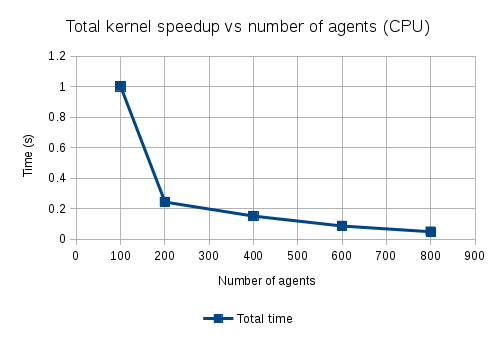 Total kernel speedup vs number of agents (CPU)
1.2
1
0.8
0.6
0.4
0.2
0
Time (s)
0 100 200 300 400 500 600 700 800 900
Number of agents
Total time